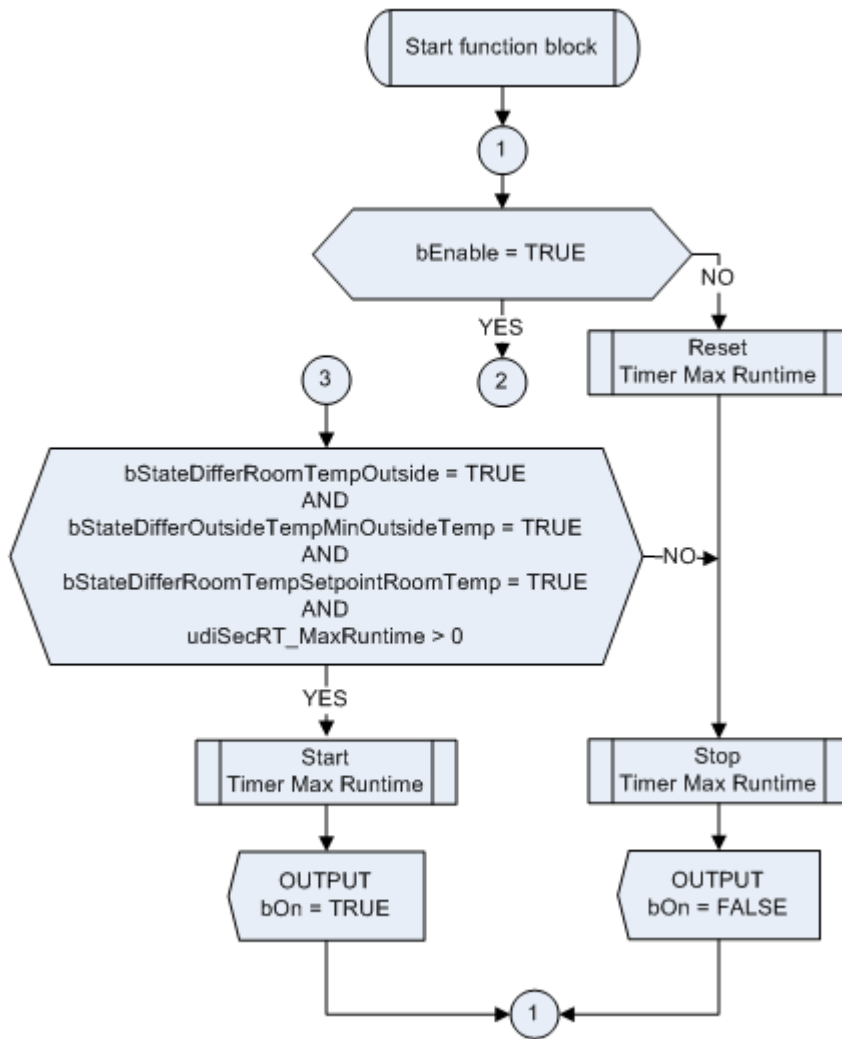 Start function block
1
bEnable = TRUE
NO
YES
Reset
Timer Max Runtime
3
2
bStateDifferRoomTempOutside = TRUE
AND
bStateDifferOutsideTempMinOutsideTemp = TRUE
AND
bStateDifferRoomTempSetpointRoomTemp = TRUE
AND
udiSecRT_MaxRuntime > 0
NO
YES
Start
Timer Max Runtime
Stop
Timer Max Runtime
OUTPUT
bOn = TRUE
OUTPUT
bOn = FALSE
1